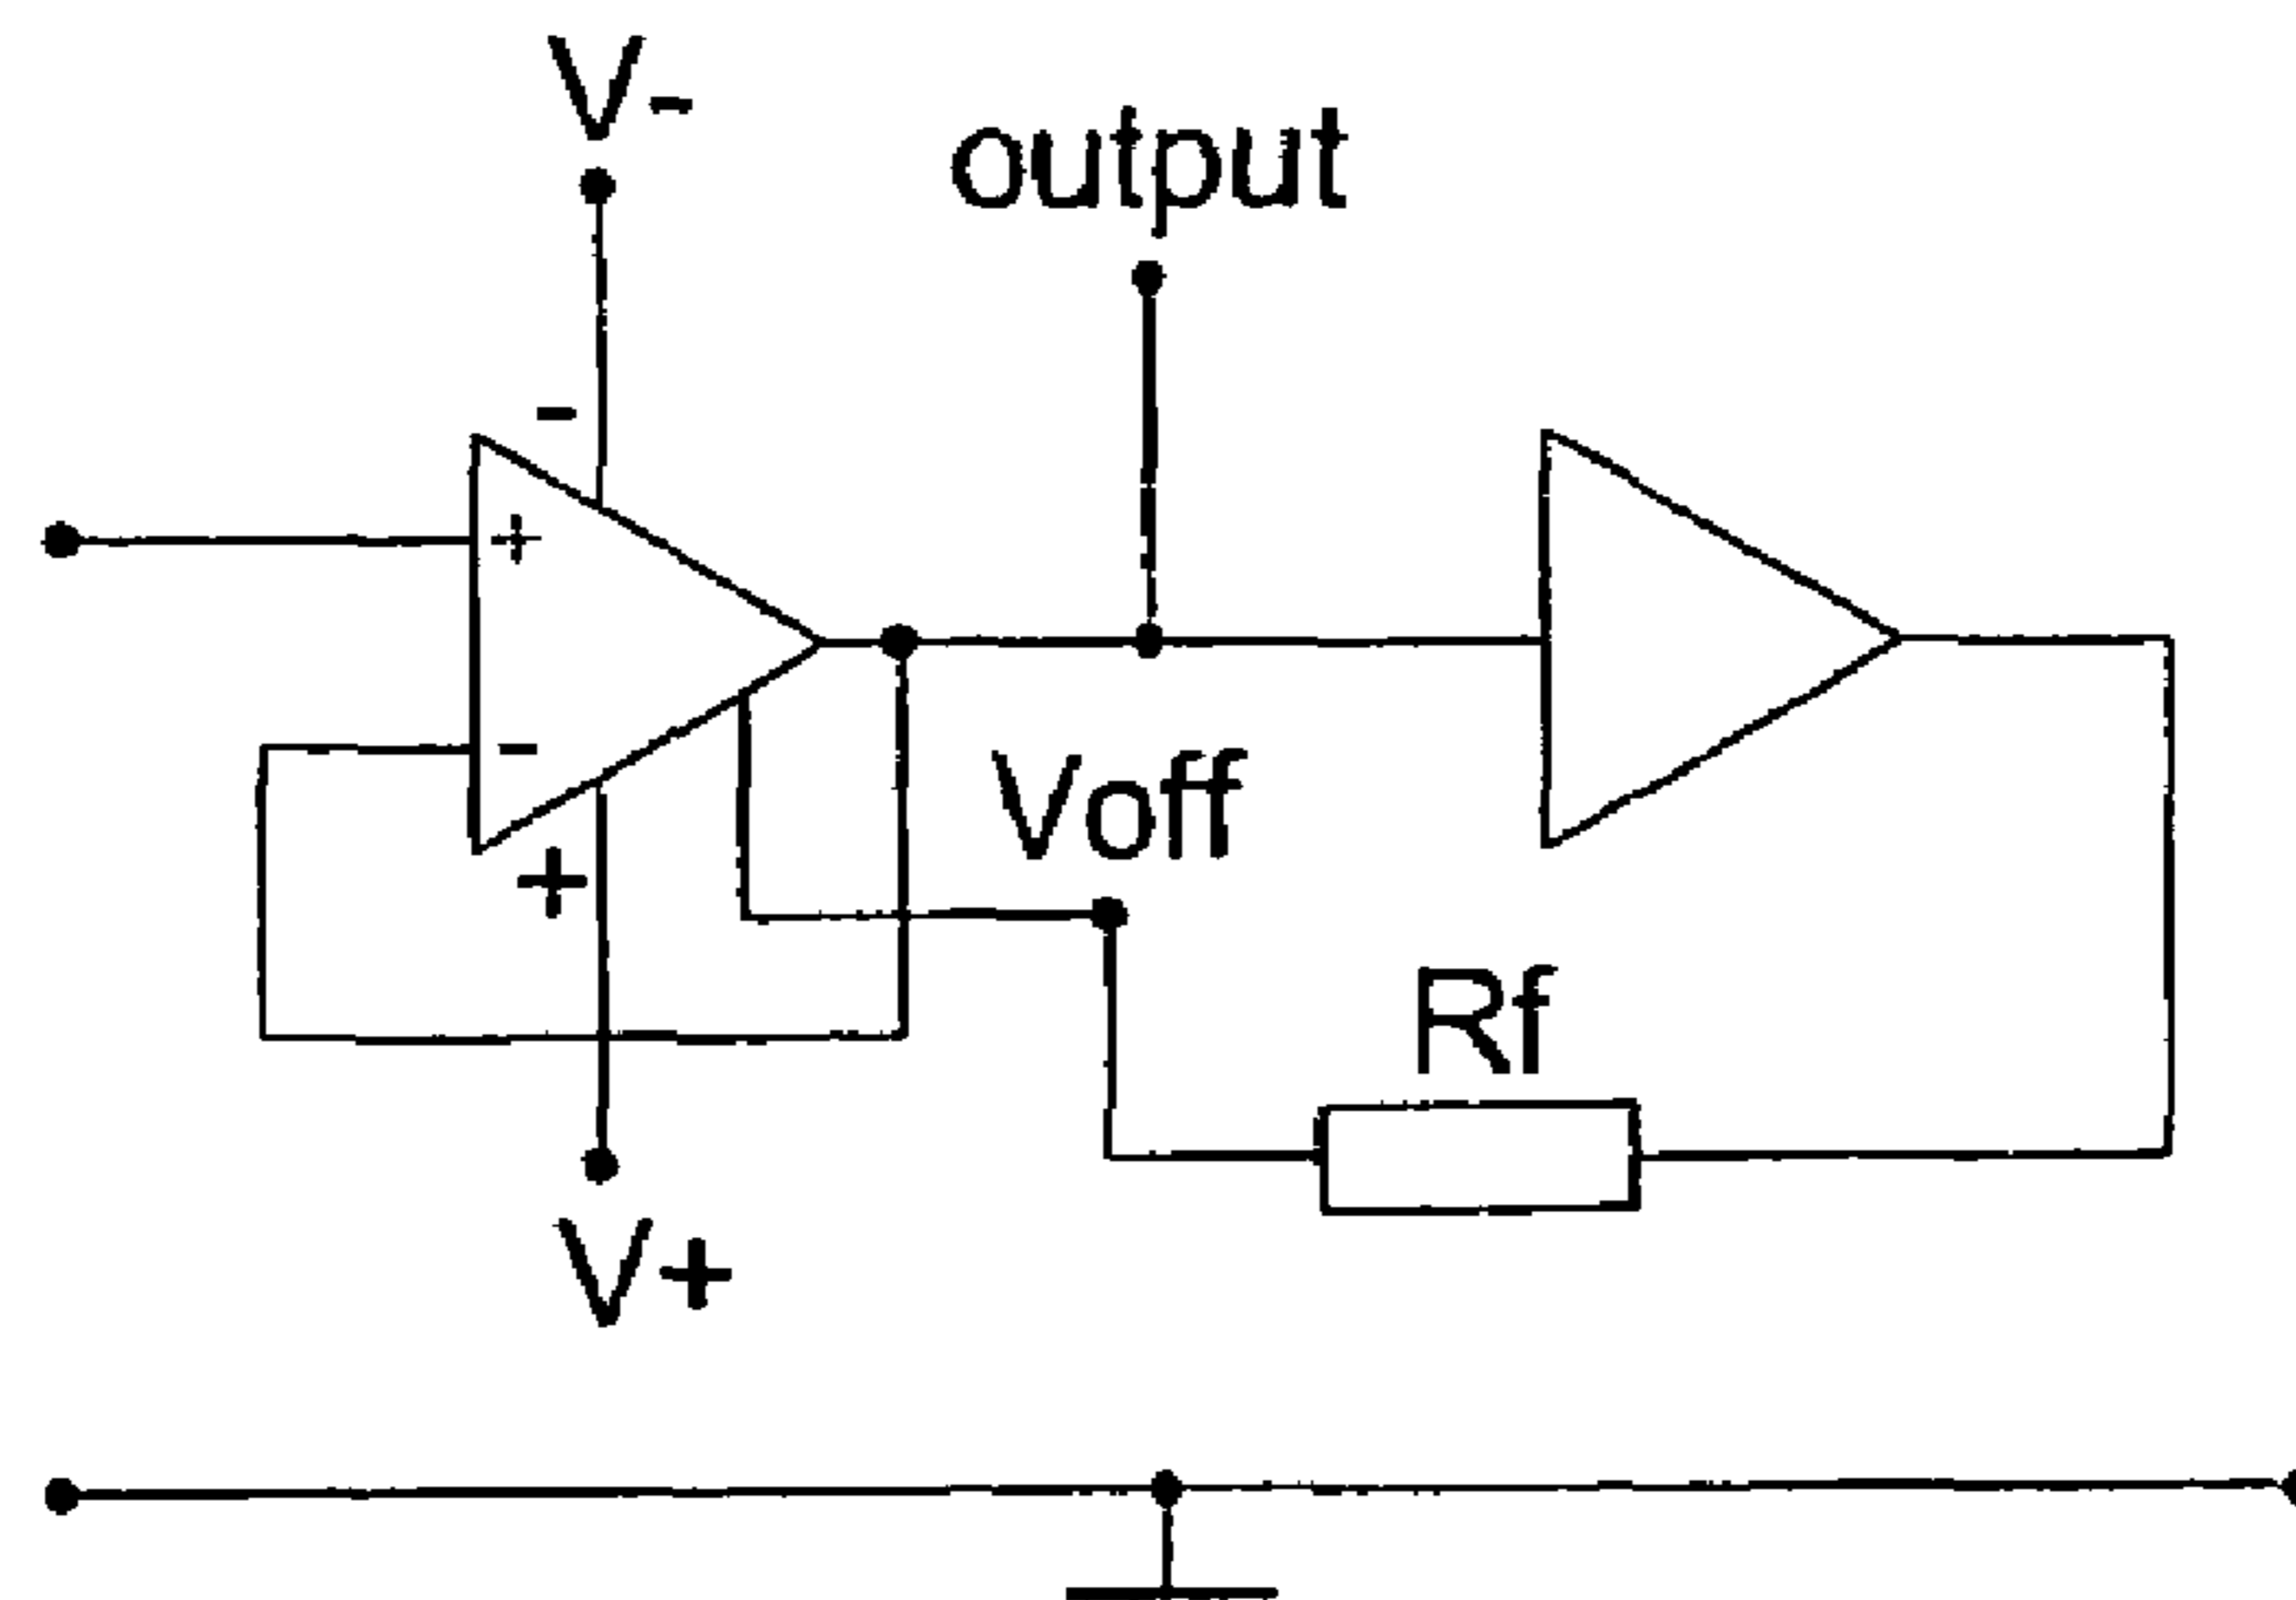 V-
output
-
+
-
Voff
+
Rf
V+